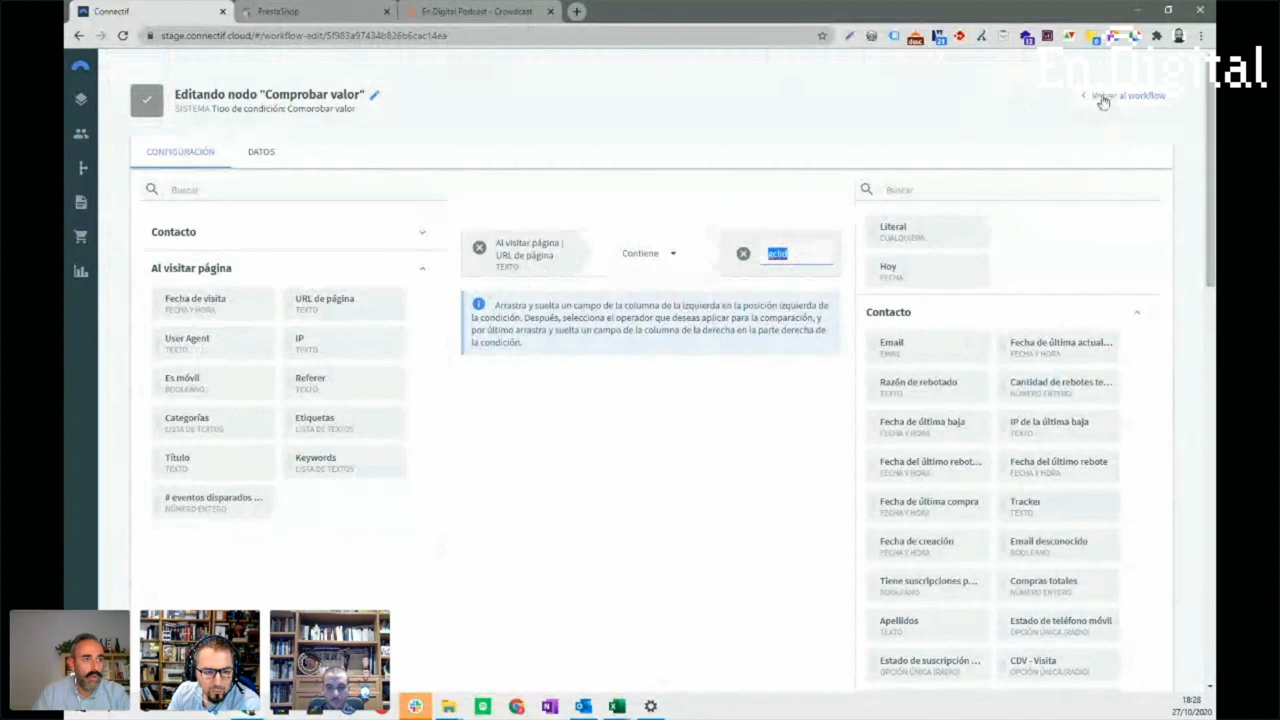 Connectif
PrestaShop
En.Digital Podcast - Crowdcast
stage.connectif.cloud/#/workflow-edit/5f983a97434b826b6cac14ea
En.Digital
Editando nodo "Comprobar valor"
SISTEMA Tipo de condición: Comprobar valor
Volver al workflow
CONFIGURACIÓN
DATOS
Buscar
Contacto
Al visitar página
Fecha de visita
FECHA Y HORA
URL de página
TEXTO
User Agent
TEXTO
IP
TEXTO
Es móvil
BOOLEANO
Referer
TEXTO
Categorías
LISTA DE TEXTOS
Etiquetas
LISTA DE TEXTOS
Título
TEXTO
Keywords
LISTA DE TEXTOS
# eventos disparados ...
NÚMERO ENTERO
Al visitar página |
URL de página
TEXTO
Contiene
gclid
Arrastra y suelta un campo de la columna de la izquierda en la posición izquierda de
la condición. Después, selecciona el operador que deseas aplicar para la comparación, y
por último arrastra y suelta un campo de la columna de la derecha en la parte derecha de
la condición.
Buscar
Literal
CUALQUIERA
Hoy
FECHA
Contacto
Email
EMAIL
Fecha de última actual...
FECHA Y HORA
Razón de rebotado
TEXTO
Cantidad de rebotes te...
NÚMERO ENTERO
Fecha de última baja
FECHA Y HORA
IP de la última baja
TEXTO
Fecha del último rebot...
FECHA Y HORA
Fecha del último rebote
FECHA Y HORA
Fecha de última compra
FECHA Y HORA
Tracker
TEXTO
Fecha de creación
FECHA Y HORA
Email desconocido
BOOLEANO
Tiene suscripciones p...
BOOLEANO
Compras totales
NÚMERO ENTERO
Apellidos
TEXTO
Estado de teléfono móvil
OPCIÓN ÚNICA (RADIO)
Estado de suscripción ...
OPCIÓN ÚNICA (RADIO)
CDV - Visita
OPCIÓN ÚNICA (RADIO)
18:28
27/10/2020